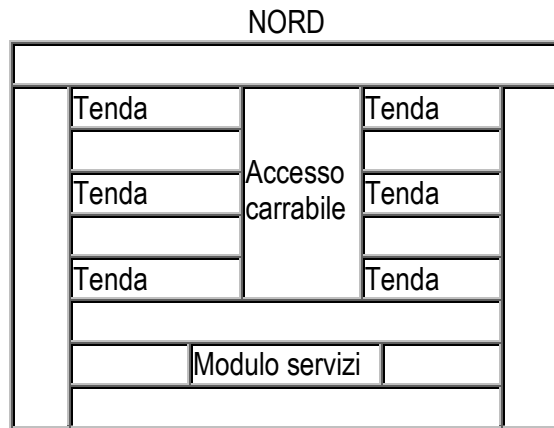 NORD
Tenda
Tenda
Accesso
carrabile
Tenda
Tenda
Tenda
Tenda
Modulo servizi